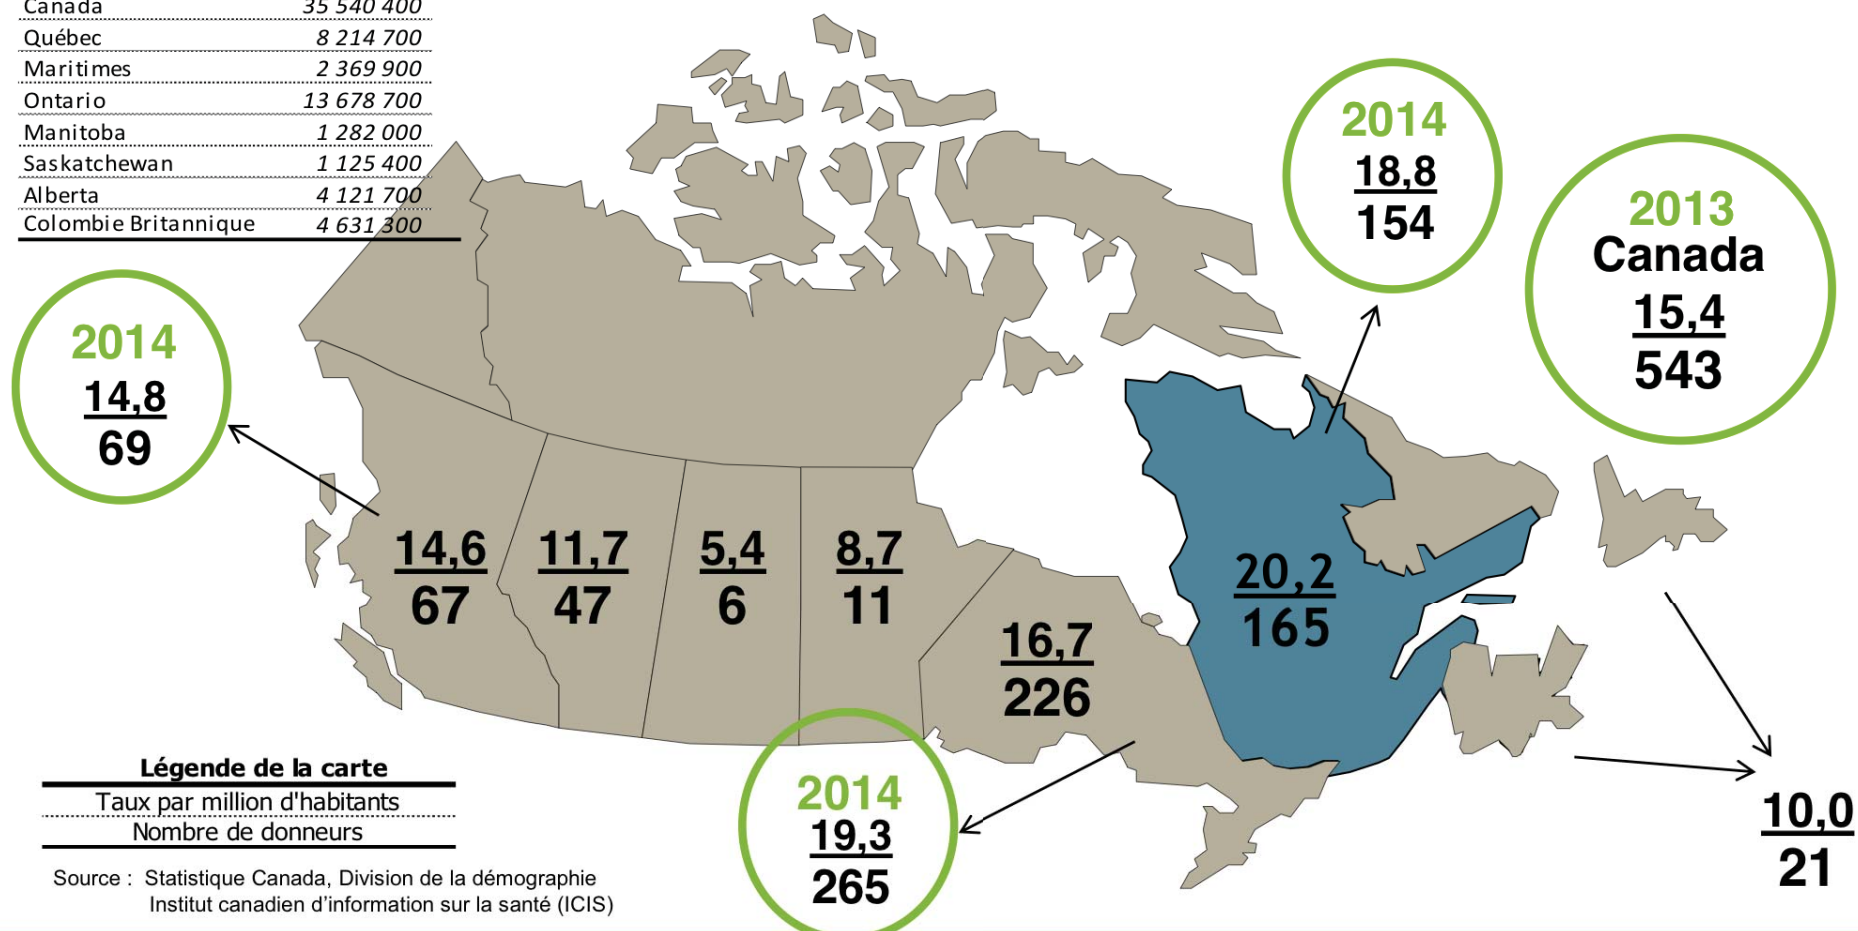 Canada 35 540 400
Québec 8 214 700
Maritimes 2 369 900
Ontario 13 678 700
Manitoba 1 282 000
Saskatchewan 1 125 400
Alberta 4 121 700
Colombie Britannique 4 631 300
2014
18,8
154
2013
Canada
15,4
543
2014
14,8
69
14,6
67
11,7
47
5,4
6
8,7
11
16,7
226
20,2
165
10,0
21
2014
19,3
265
Légende de la carte
Taux par million d'habitants
Nombre de donneurs
Source : Statistique Canada, Division de la démographie
Institut canadien d’information sur la santé (ICIS)